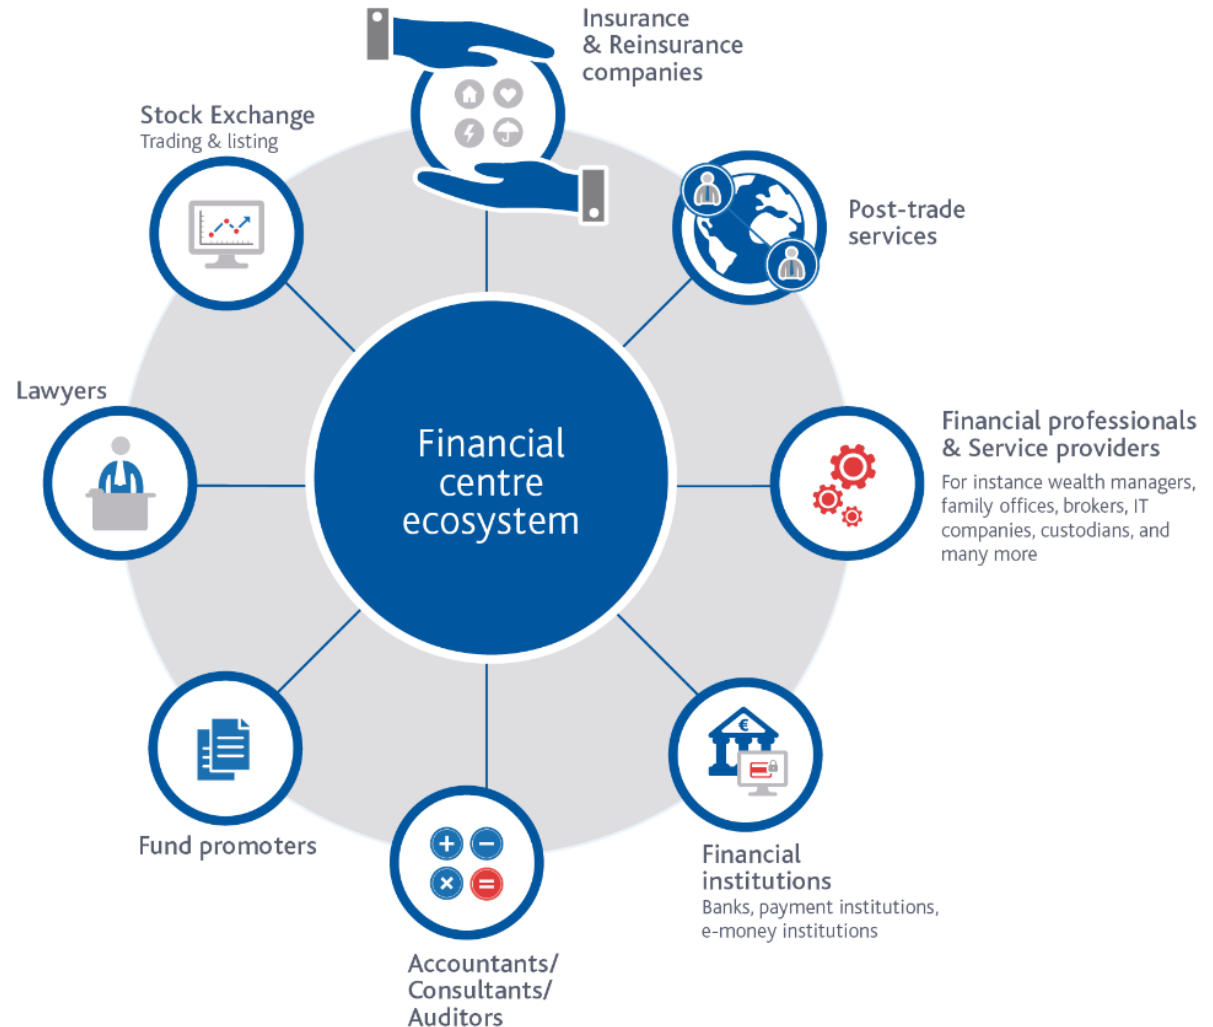 Insurance
& Reinsurance
companies
Stock Exchange
Trading & listing
Post-trade
services
Lawyers
Financial professionals
& Service providers
For instance wealth managers,
family offices, brokers, IT
companies, custodians, and
many more
Financial
centre
ecosystem
€
Fund promoters
Financial
institutions
Banks, payment institutions,
e-money institutions
+ −
× =
Accountants/
Consultants/
Auditors